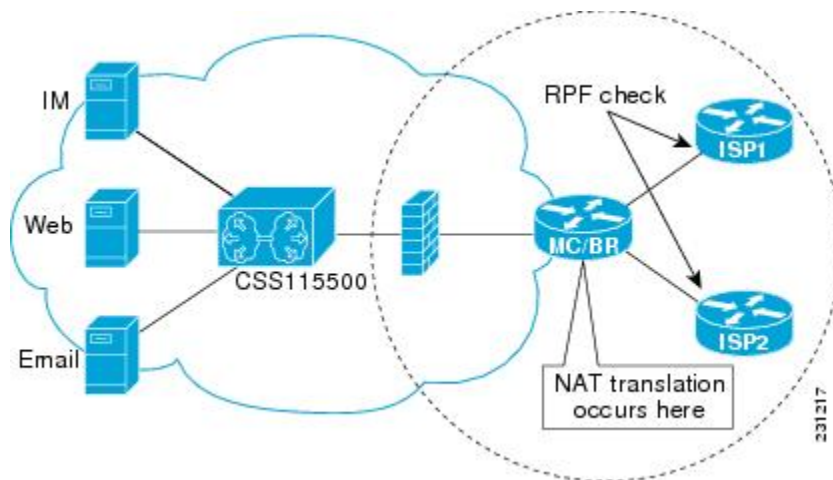 IM
Web
Email
CSS115500
RPF check
ISP1
MC/BR
ISP2
NAT translation
occurs here
231217